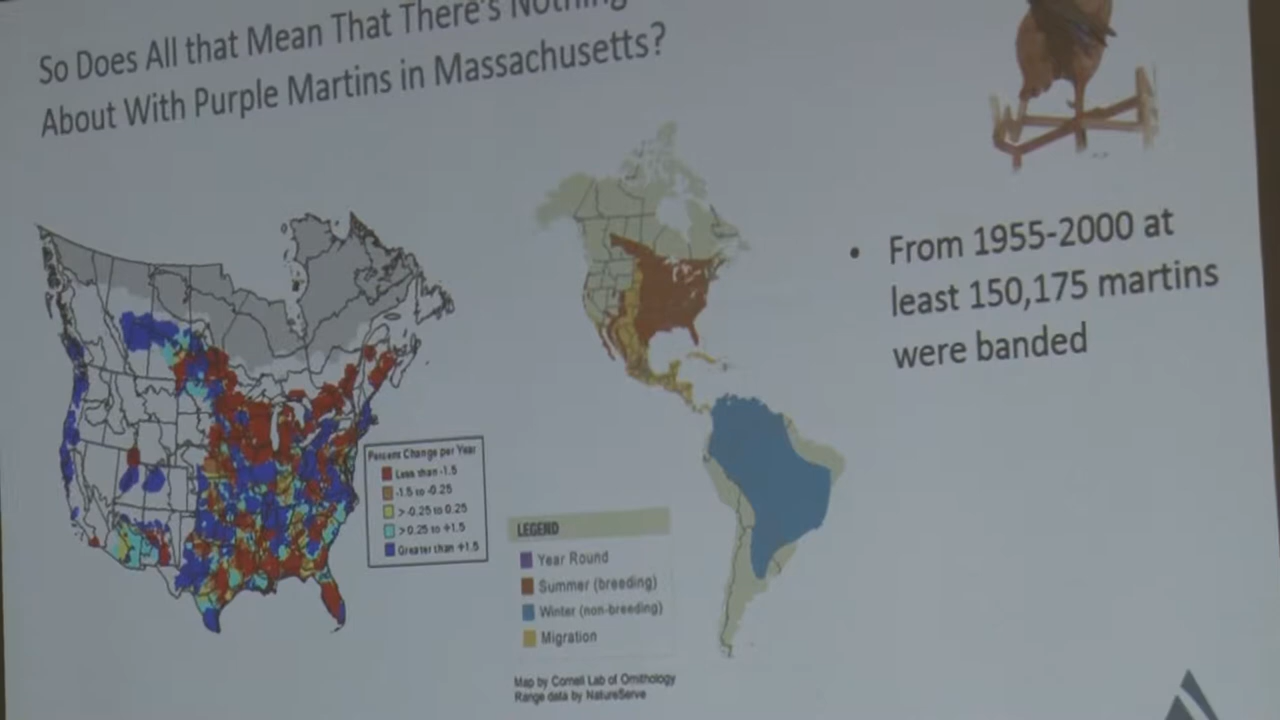 So Does All that Mean That There's Nothing
About With Purple Martins in Massachusetts?
• From 1955-2000 at
least 150,175 martins
were banded
Percent Change per Year
Less than -1.5
-1.5 to -0.25
> -0.25 to 0.25
> 0.25 to +1.5
Greater than +1.5
LEGEND
Year Round
Summer (breeding)
Winter (non-breeding)
Migration
Map by Cornell Lab of Ornithology
Range data by NatureServe